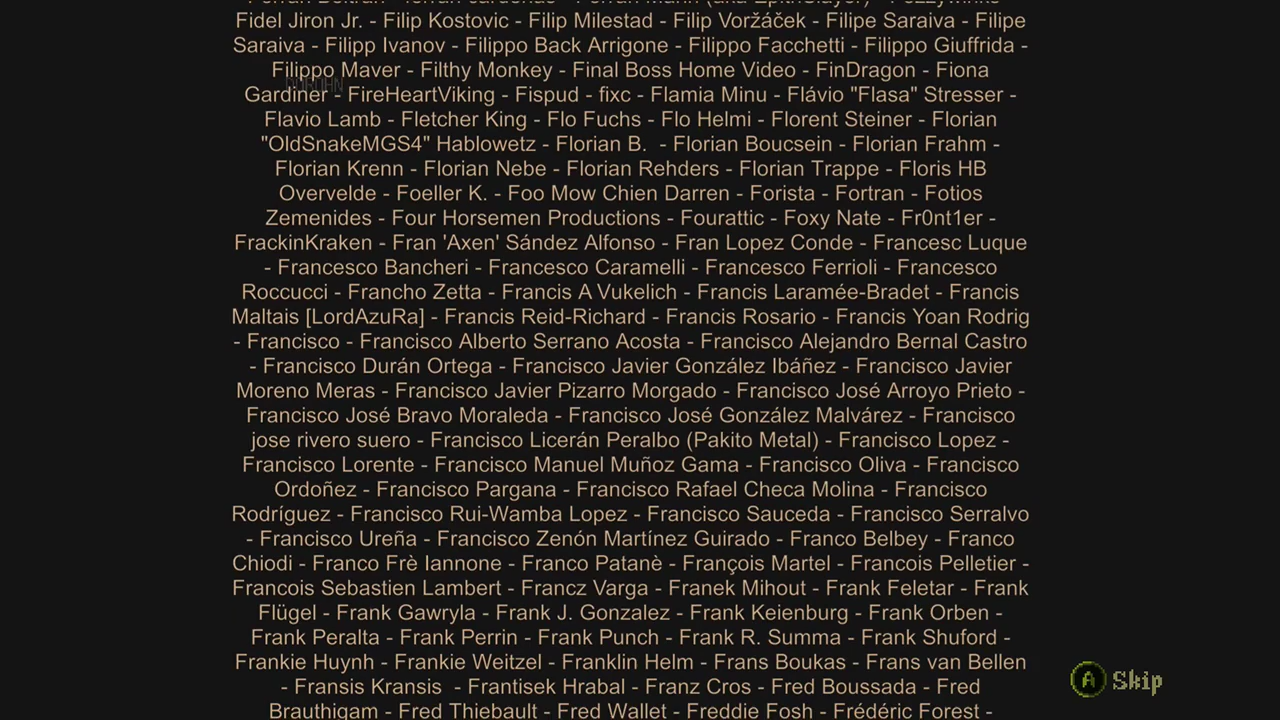 Fidel Jiron Jr. - Filip Kostovic - Filip Milestad - Filip Voržáček - Filipe Saraiva - Filipe
Saraiva - Filipp Ivanov - Filippo Back Arrigone - Filippo Facchetti - Filippo Giuffrida -
Filippo Maver - Filthy Monkey - Final Boss Home Video - FinDragon - Fiona
Gardiner - FireHeartViking - Fispud - fixc - Flamia Minu - Flávio "Flasa" Stresser -
Flavio Lamb - Fletcher King - Flo Fuchs - Flo Helmi - Florent Steiner - Florian
"OldSnakeMGS4" Hablowetz - Florian B. - Florian Boucsein - Florian Frahm -
Florian Krenn - Florian Nebe - Florian Rehders - Florian Trappe - Floris HB
Overvelde - Foeller K. - Foo Mow Chien Darren - Forista - Fortran - Fotios
Zemenides - Four Horsemen Productions - Fourattic - Foxy Nate - Fr0nt1er -
FrackinKraken - Fran 'Axen' Sández Alfonso - Fran Lopez Conde - Francesc Luque
- Francesco Bancheri - Francesco Caramelli - Francesco Ferrioli - Francesco
Roccucci - Francho Zetta - Francis A Vukelich - Francis Laramée-Bradet - Francis
Maltais [LordAzuRa] - Francis Reid-Richard - Francis Rosario - Francis Yoan Rodrig
- Francisco - Francisco Alberto Serrano Acosta - Francisco Alejandro Bernal Castro
- Francisco Durán Ortega - Francisco Javier González Ibáñez - Francisco Javier
Moreno Meras - Francisco Javier Pizarro Morgado - Francisco José Arroyo Prieto -
Francisco José Bravo Moraleda - Francisco José González Malvárez - Francisco
jose rivero suero - Francisco Licerán Peralbo (Pakito Metal) - Francisco Lopez -
Francisco Lorente - Francisco Manuel Muñoz Gama - Francisco Oliva - Francisco
Ordoñez - Francisco Pargana - Francisco Rafael Checa Molina - Francisco
Rodríguez - Francisco Rui-Wamba Lopez - Francisco Sauceda - Francisco Serralvo
- Francisco Ureña - Francisco Zenón Martínez Guirado - Franco Belbey - Franco
Chiodi - Franco Frè Iannone - Franco Patanè - François Martel - Francois Pelletier -
Francois Sebastien Lambert - Francz Varga - Franek Mihout - Frank Feletar - Frank
Flügel - Frank Gawryla - Frank J. Gonzalez - Frank Keienburg - Frank Orben -
Frank Peralta - Frank Perrin - Frank Punch - Frank R. Summa - Frank Shuford -
Frankie Huynh - Frankie Weitzel - Franklin Helm - Frans Boukas - Frans van Bellen
- Fransis Kransis - Frantisek Hrabal - Franz Cros - Fred Boussada - Fred
Brauthigam - Fred Thiebault - Fred Wallet - Freddie Fosh - Frédéric Forest -
A Skip